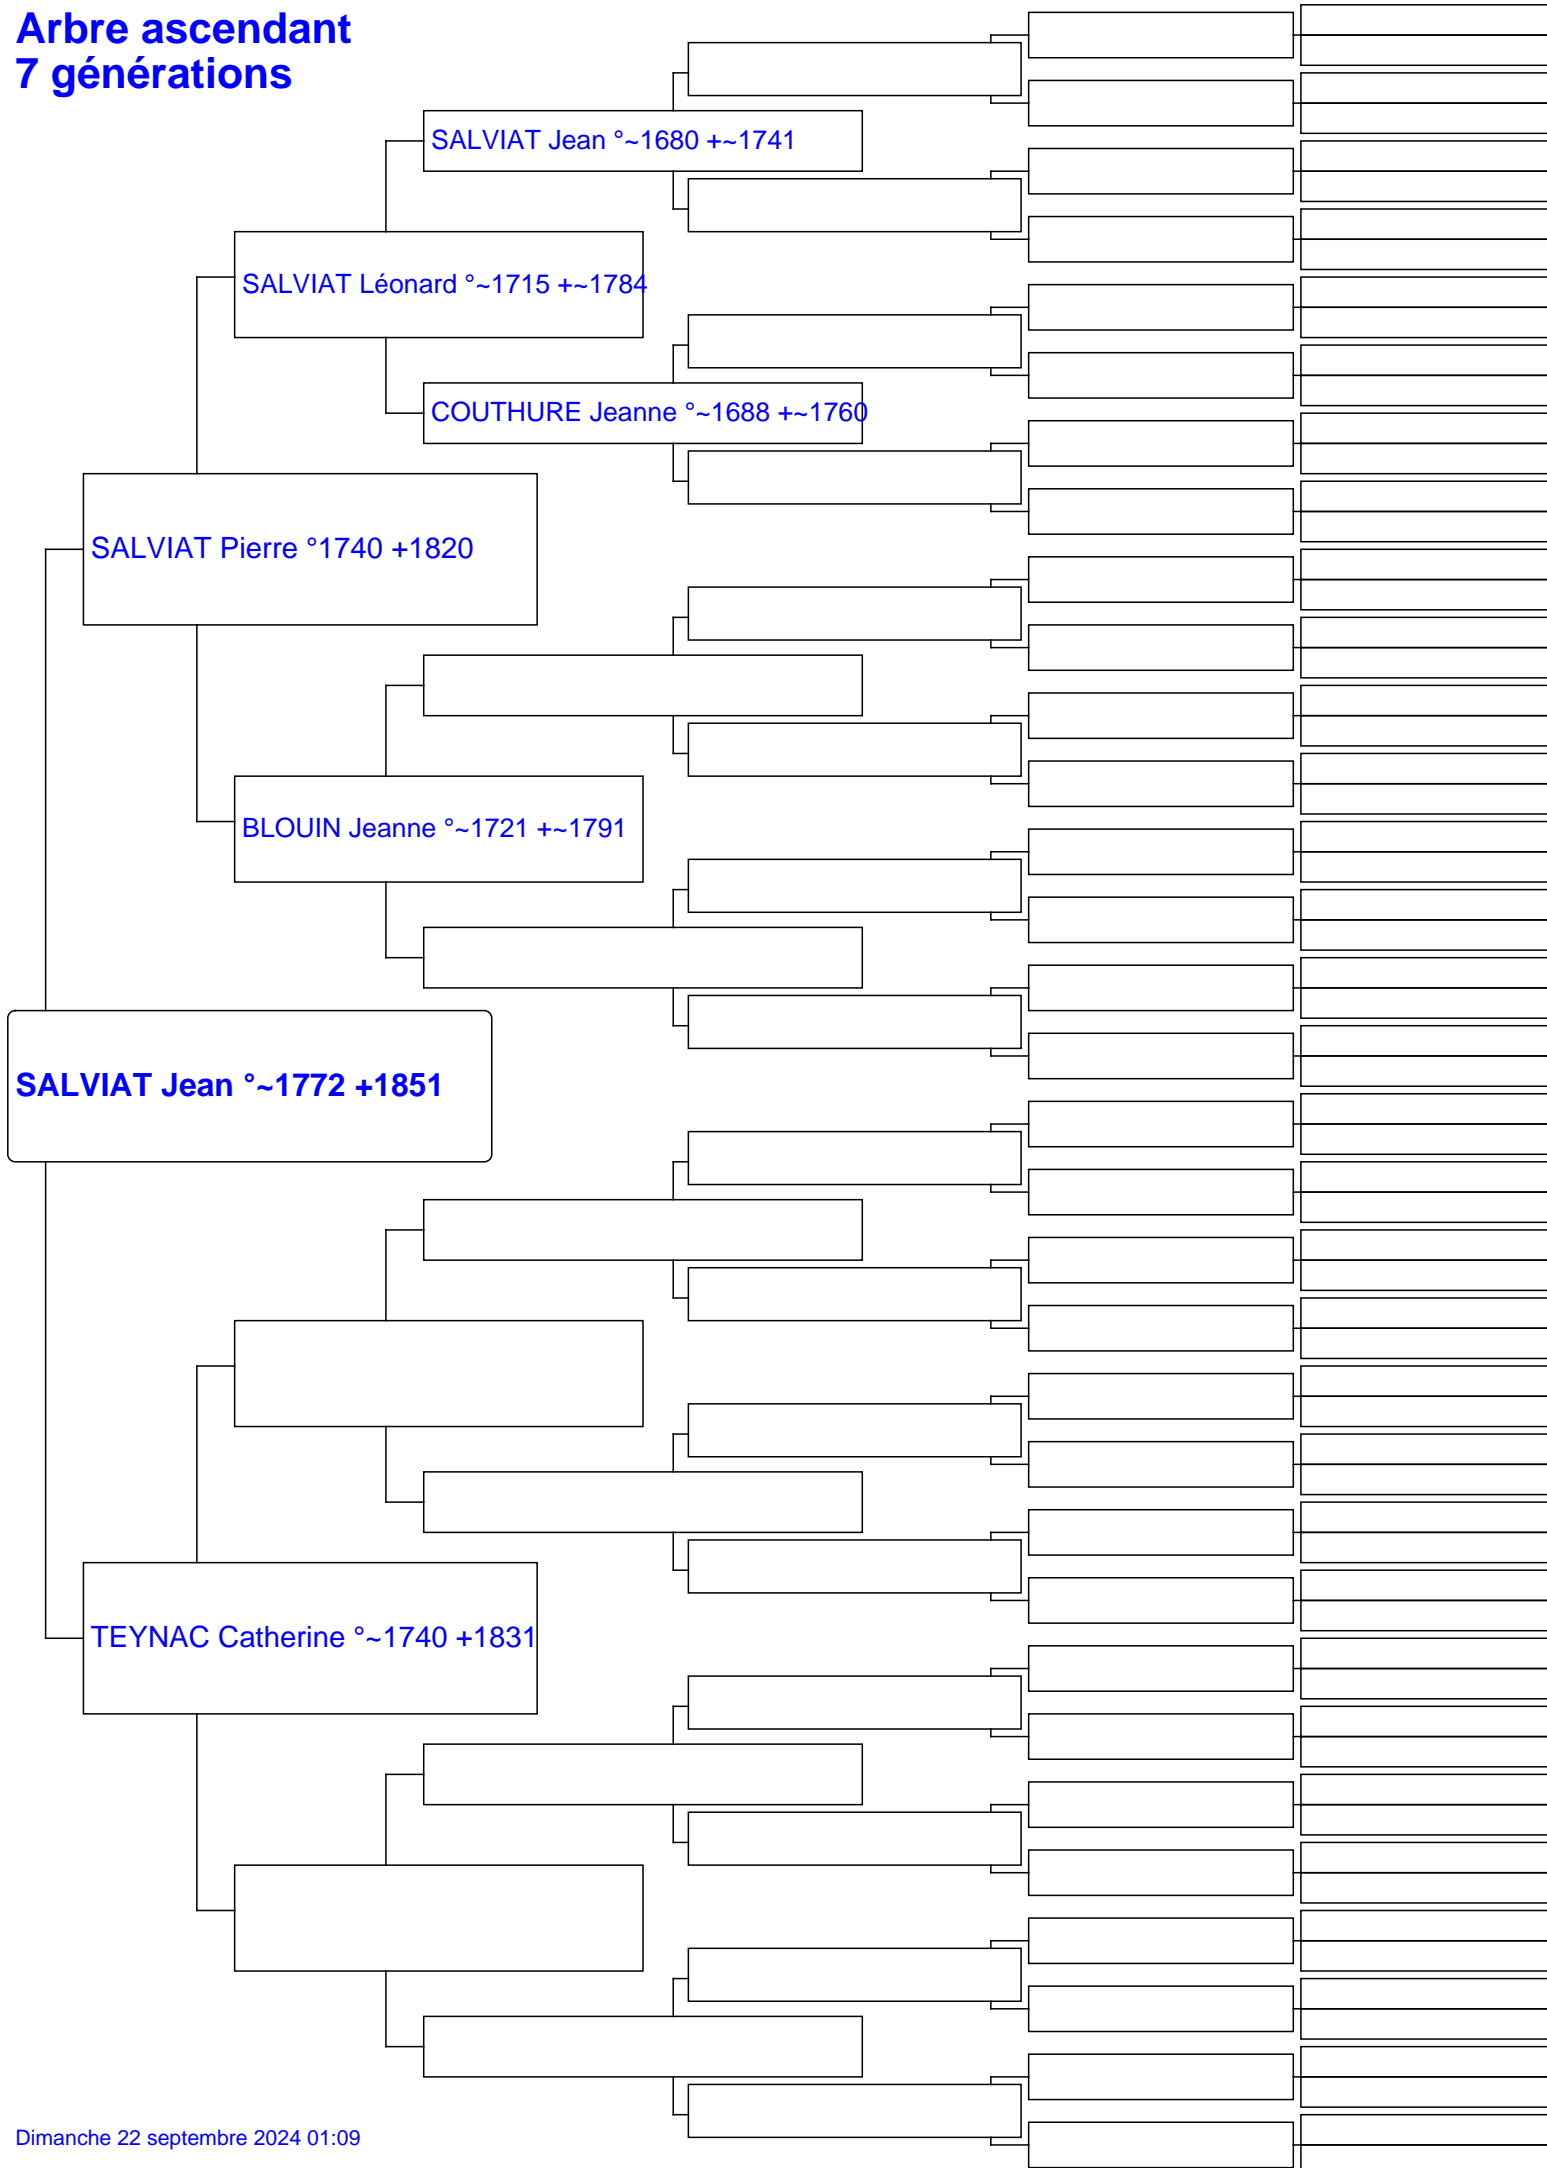 Arbre ascendant
7 générations
SALVIAT Jean °~1680 +~1741
SALVIAT Léonard °~1715 +~1784
COUTHURE Jeanne °~1688 +~1760
SALVIAT Pierre °1740 +1820
BLOUIN Jeanne °~1721 +~1791
SALVIAT Jean °~1772 +1851
TEYNAC Catherine °~1740 +1831
Dimanche 22 septembre 2024 01:09